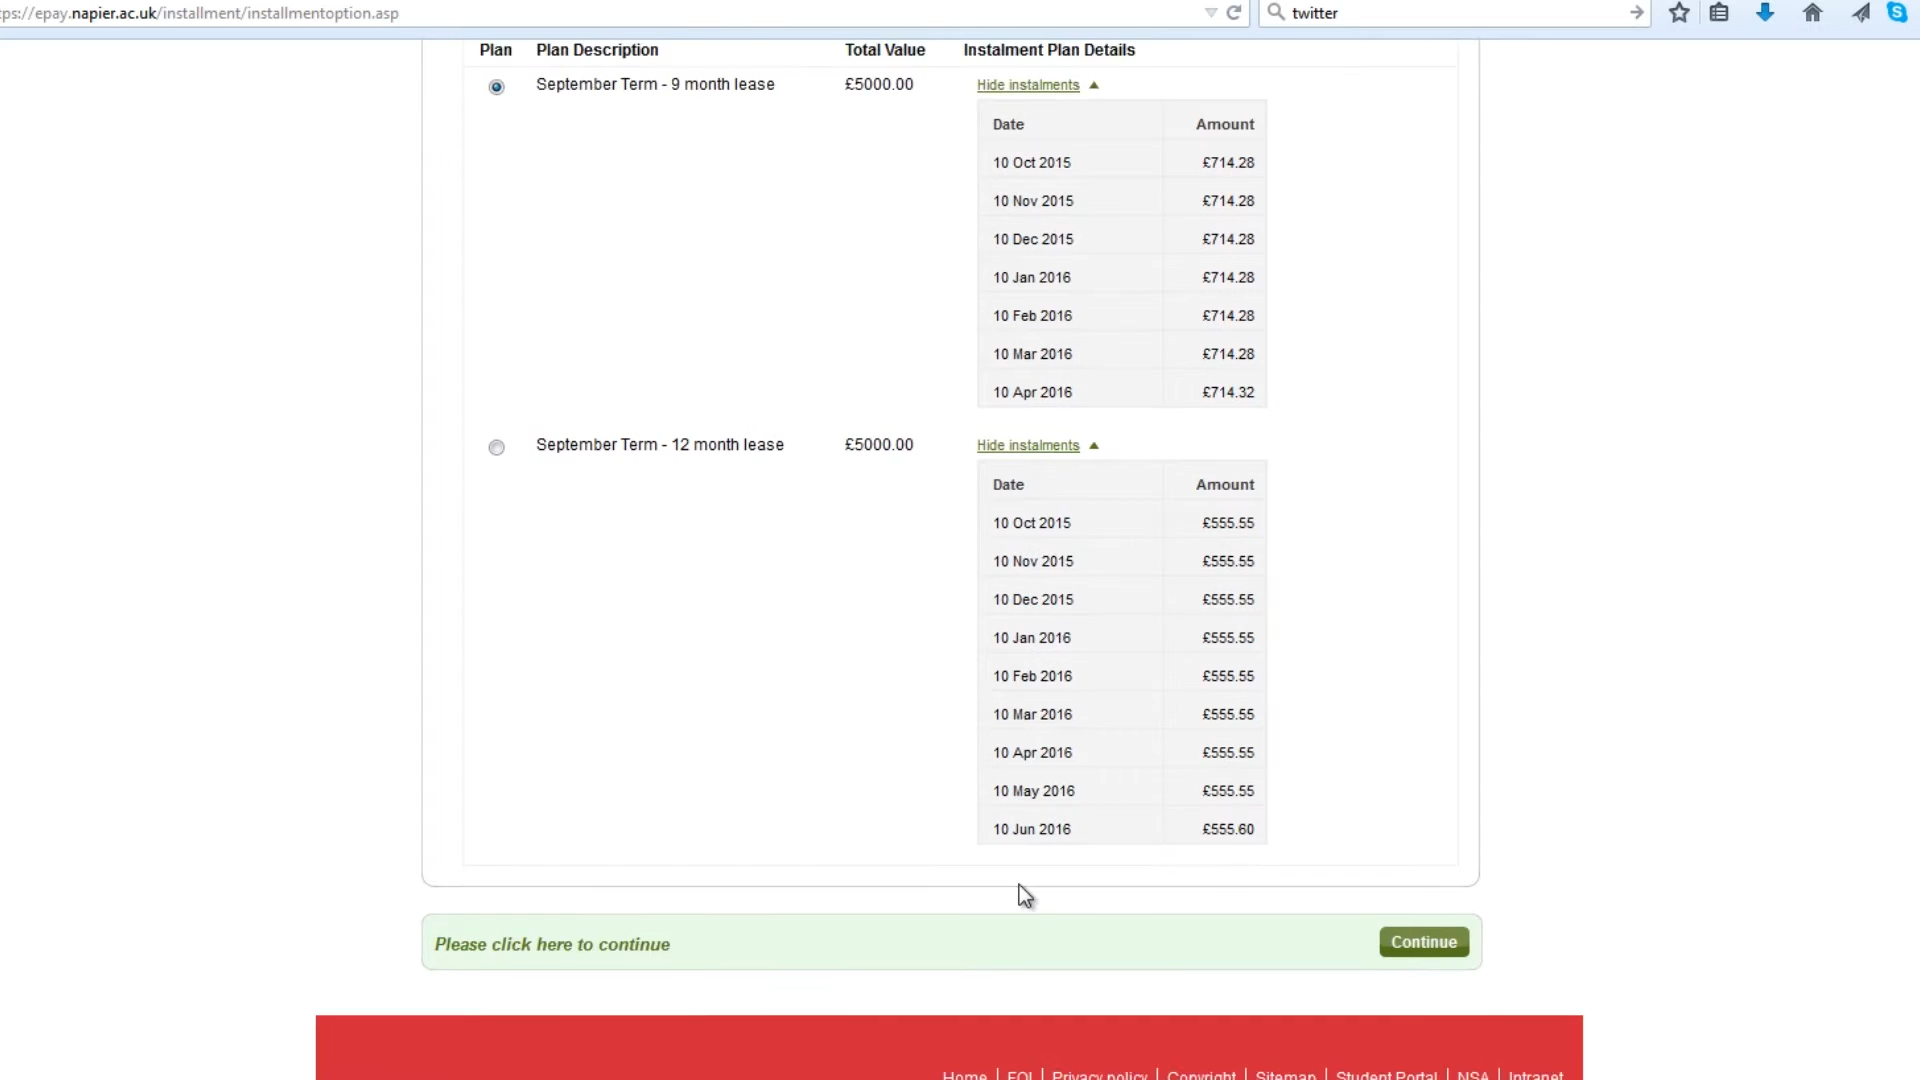 ps://epay.napier.ac.uk/installment/installmentoption.asp
twitter
Plan Plan Description Total Value Instalment Plan Details
September Term - 9 month lease £5000.00 Hide instalments
Date Amount
10 Oct 2015 £714.28
10 Nov 2015 £714.28
10 Dec 2015 £714.28
10 Jan 2016 £714.28
10 Feb 2016 £714.28
10 Mar 2016 £714.28
10 Apr 2016 £714.32
September Term - 12 month lease £5000.00 Hide instalments
Date Amount
10 Oct 2015 £555.55
10 Nov 2015 £555.55
10 Dec 2015 £555.55
10 Jan 2016 £555.55
10 Feb 2016 £555.55
10 Mar 2016 £555.55
10 Apr 2016 £555.55
10 May 2016 £555.55
10 Jun 2016 £555.60
Please click here to continue Continue
Home | FOI | Privacy policy | Copyright | Sitemap | Student Portal | NSA | Intranet